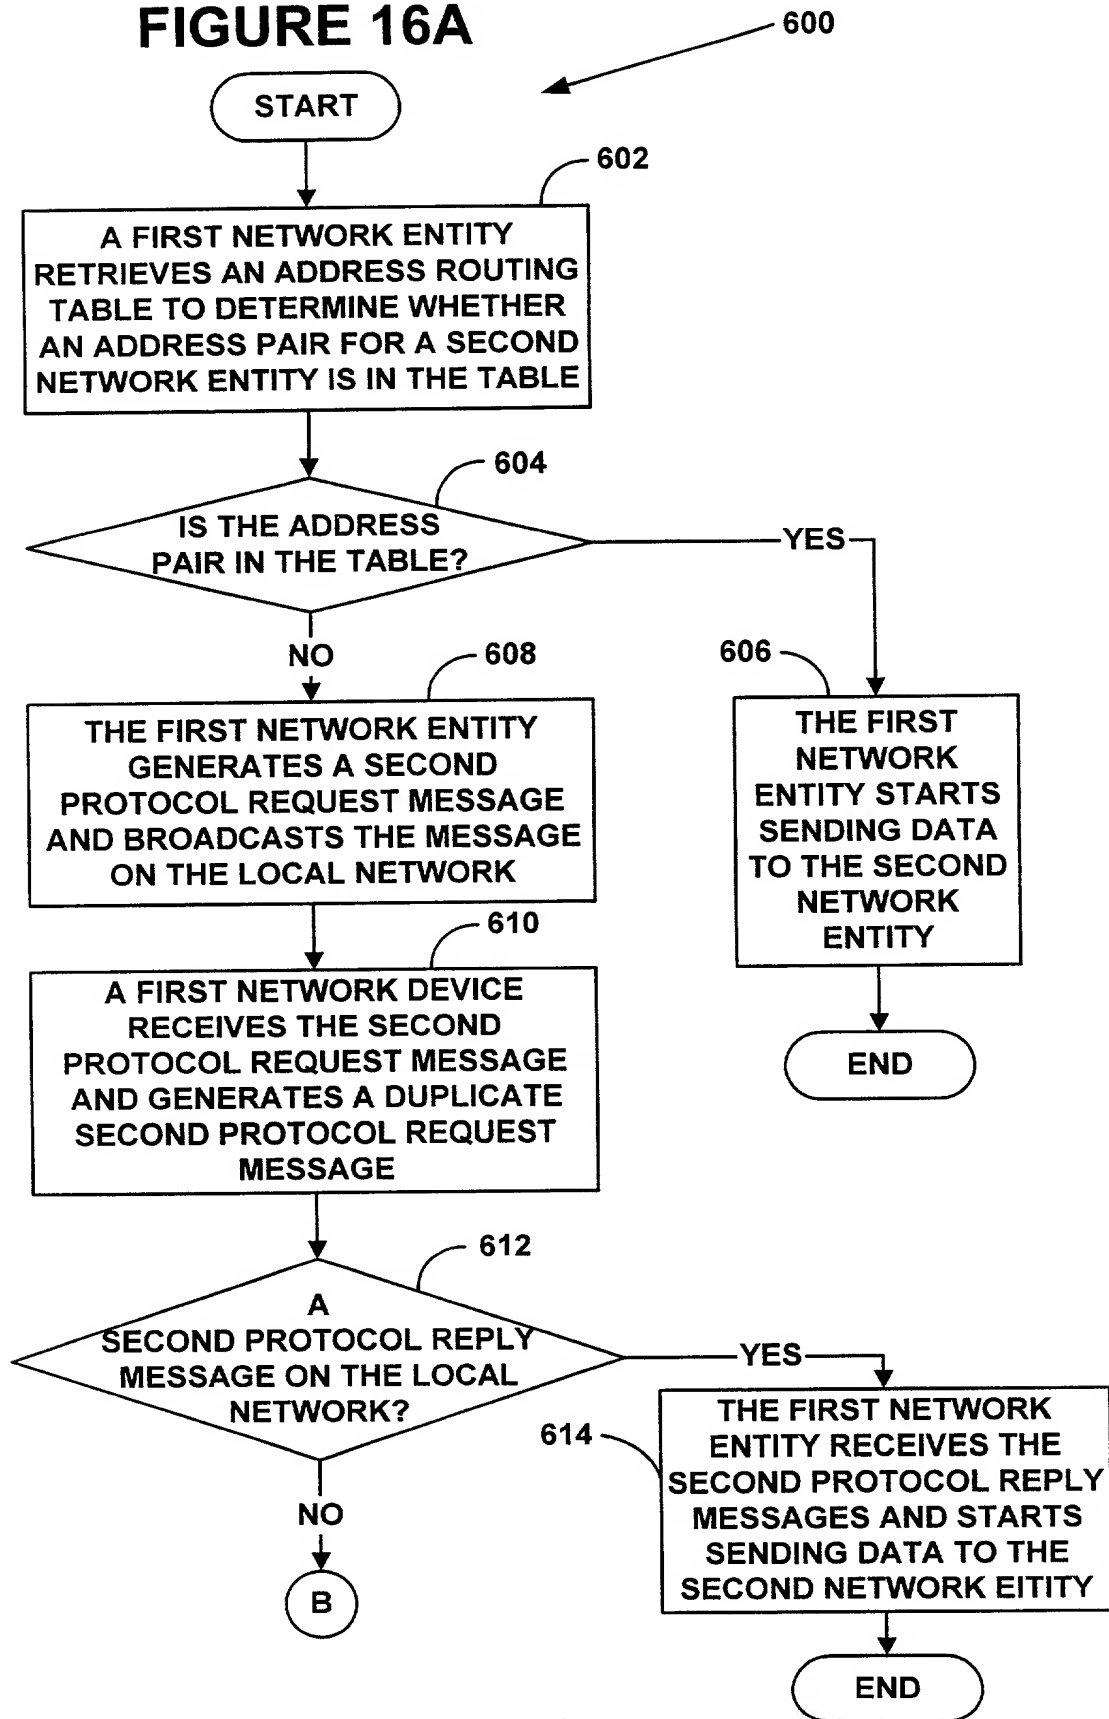 FIGURE 16A
600
START
602
A FIRST NETWORK ENTITY
RETRIEVES AN ADDRESS ROUTING
TABLE TO DETERMINE WHETHER
AN ADDRESS PAIR FOR A SECOND
NETWORK ENTITY IS IN THE TABLE
604
IS THE ADDRESS
PAIR IN THE TABLE?
YES
NO
608
606
THE FIRST NETWORK ENTITY
GENERATES A SECOND
PROTOCOL REQUEST MESSAGE
AND BROADCASTS THE MESSAGE
ON THE LOCAL NETWORK
THE FIRST
NETWORK
ENTITY STARTS
SENDING DATA
TO THE SECOND
NETWORK
ENTITY
END
610
A FIRST NETWORK DEVICE
RECEIVES THE SECOND
PROTOCOL REQUEST MESSAGE
AND GENERATES A DUPLICATE
SECOND PROTOCOL REQUEST
MESSAGE
612
A
SECOND PROTOCOL REPLY
MESSAGE ON THE LOCAL
NETWORK?
YES
614
THE FIRST NETWORK
ENTITY RECEIVES THE
SECOND PROTOCOL REPLY
MESSAGES AND STARTS
SENDING DATA TO THE
SECOND NETWORK EITITY
NO
B
END